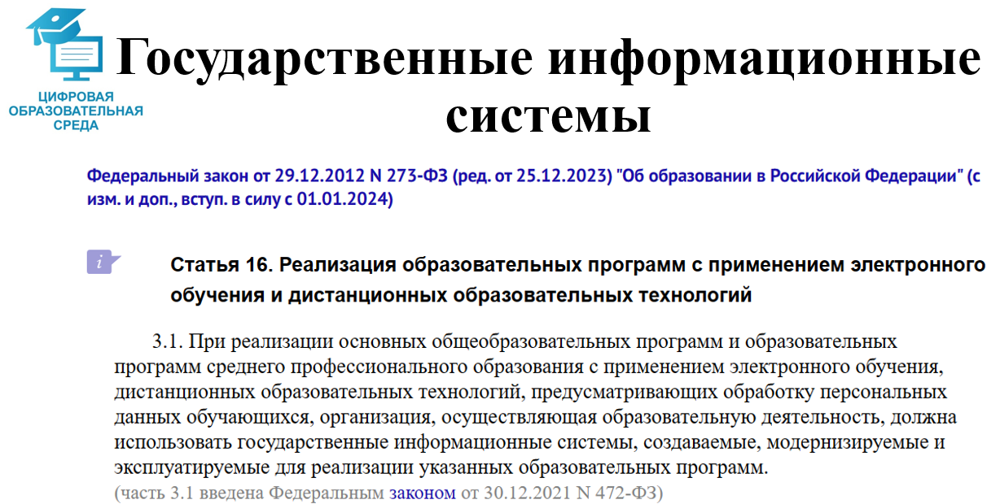 ЦИФРОВАЯ
ОБРАЗОВАТЕЛЬНАЯ
СРЕДА
Государственные информационные
системы
Федеральный закон от 29.12.2012 N 273-ФЗ (ред. от 25.12.2023) "Об образовании в Российской Федерации" (с
изм. и доп., вступ. в силу с 01.01.2024)
i
Статья 16. Реализация образовательных программ с применением электронного
обучения и дистанционных образовательных технологий
3.1. При реализации основных общеобразовательных программ и образовательных
программ среднего профессионального образования с применением электронного обучения,
дистанционных образовательных технологий, предусматривающих обработку персональных
данных обучающихся, организация, осуществляющая образовательную деятельность, должна
использовать государственные информационные системы, создаваемые, модернизируемые и
эксплуатируемые для реализации указанных образовательных программ.
(часть 3.1 введена Федеральным законом от 30.12.2021 N 472-ФЗ)